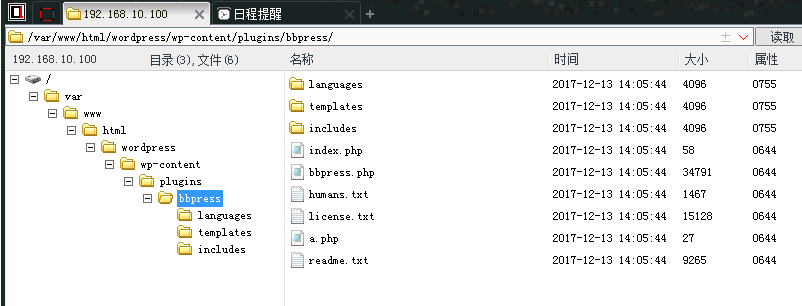 192.168.10.100 日程提醒
/var/www/html/wordpress/wp-content/plugins/bbpress/ 读取
192.168.10.100 目录(3),文件(6) 名称 时间 大小 属性
/
var
www
html
wordpress
wp-content
plugins
bbpress
languages
templates
includes
languages 2017-12-13 14:05:44 4096 0755
templates 2017-12-13 14:05:44 4096 0755
includes 2017-12-13 14:05:44 4096 0755
index.php 2017-12-13 14:05:44 58 0644
bbpress.php 2017-12-13 14:05:44 34791 0644
humans.txt 2017-12-13 14:05:44 1467 0644
license.txt 2017-12-13 14:05:44 15128 0644
a.php 2017-12-13 14:05:44 27 0644
readme.txt 2017-12-13 14:05:44 9265 0644